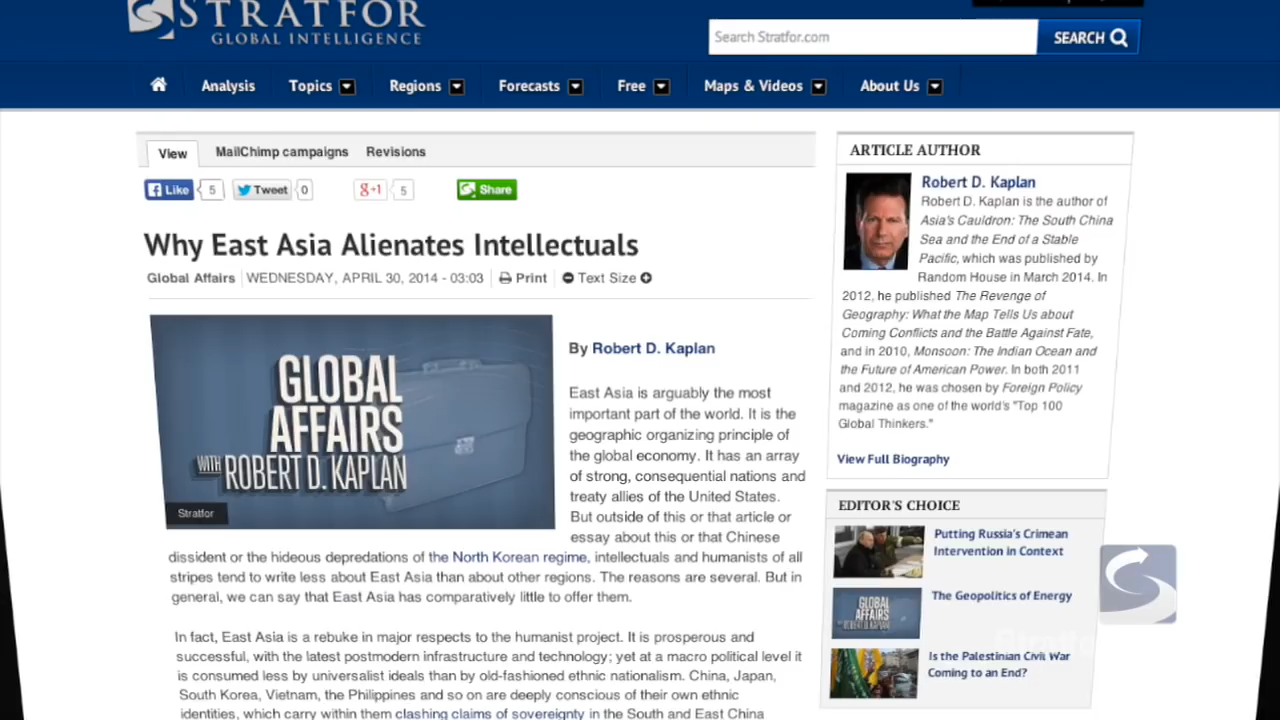 STRATFOR
GLOBAL INTELLIGENCE
Search Stratfor.com
SEARCH
Analysis
Topics
Regions
Forecasts
Free
Maps & Videos
About Us
View
MailChimp campaigns
Revisions
Like
5
Tweet
0
g+1
5
Share
Why East Asia Alienates Intellectuals
Global Affairs
WEDNESDAY, APRIL 30, 2014 - 03:03
Print
Text Size
GLOBAL
AFFAIRS
WITH ROBERT D. KAPLAN
Stratfor
By Robert D. Kaplan
East Asia is arguably the most
important part of the world. It is the
geographic organizing principle of
the global economy. It has an array
of strong, consequential nations and
treaty allies of the United States.
But outside of this or that article or
essay about this or that Chinese
dissident or the hideous depredations of the North Korean regime, intellectuals and humanists of all
stripes tend to write less about East Asia than about other regions. The reasons are several. But in
general, we can say that East Asia has comparatively little to offer them.
In fact, East Asia is a rebuke in major respects to the humanist project. It is prosperous and
successful, with the latest postmodern infrastructure and technology; yet at a macro political level it
is consumed less by universalist ideals than by old-fashioned ethnic nationalism. China, Japan,
South Korea, Vietnam, the Philippines and so on are deeply conscious of their own ethnic
identities, which carry within them clashing claims of sovereignty in the South and East China
ARTICLE AUTHOR
Robert D. Kaplan
Robert D. Kaplan is the author of
Asia's Cauldron: The South China
Sea and the End of a Stable
Pacific, which was published by
Random House in March 2014. In
2012, he published The Revenge of
Geography: What the Map Tells Us about
Coming Conflicts and the Battle Against Fate,
and in 2010, Monsoon: The Indian Ocean and
the Future of American Power. In both 2011
and 2012, he was chosen by Foreign Policy
magazine as one of the world's "Top 100
Global Thinkers."
View Full Biography
EDITOR'S CHOICE
Putting Russia's Crimean
Intervention in Context
GLOBAL
AFFAIRS
ROBERT D. KAPLAN
The Geopolitics of Energy
Is the Palestinian Civil War
Coming to an End?